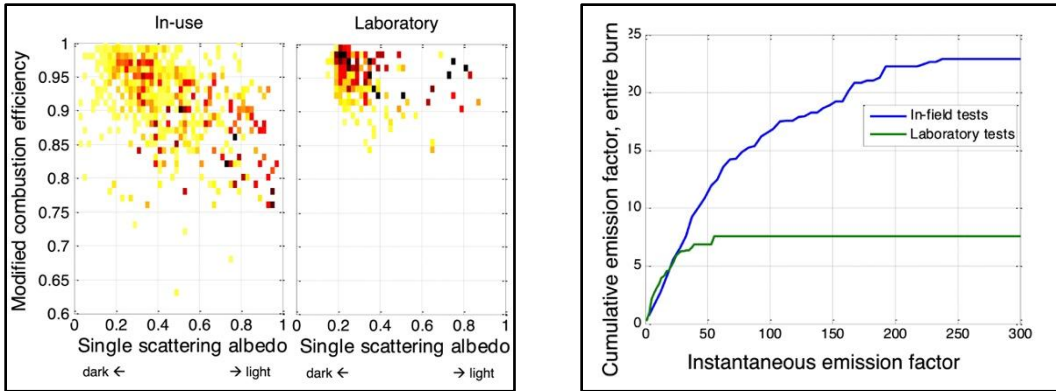 In-use
Laboratory
Modified combustion efficiency
1
0.95
0.9
0.85
0.8
0.75
0.7
0.65
0.6
0 0.2 0.4 0.6 0.8 1
0 0.2 0.4 0.6 0.8 1
Single scattering albedo
Single scattering albedo
dark ← → light
dark ← → light
Cumulative emission factor, entire burn
25
20
15
10
5
0
In-field tests
Laboratory tests
0 50 100 150 200 250 300
Instantaneous emission factor